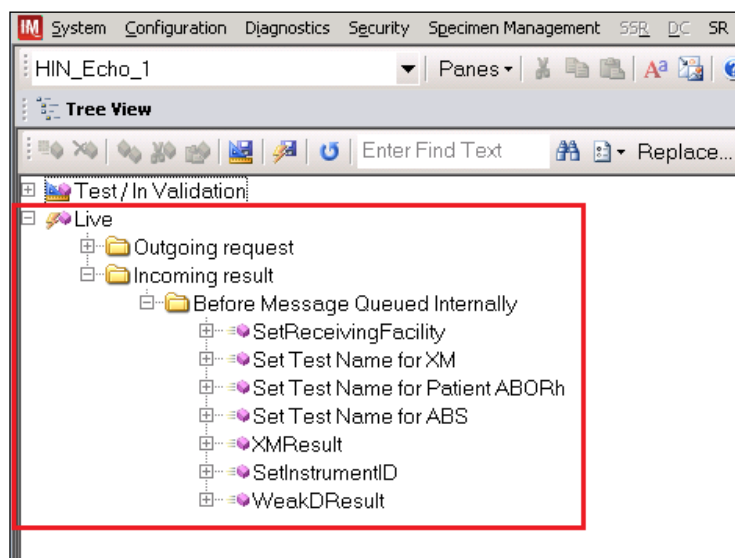 IM System Configuration Diagnostics Security Specimen Management SSR DC SR
HIN_Echo_1 Panes Aa
Tree View
Enter Find Text Replace...
Test / In Validation
Live
Outgoing request
Incoming result
Before Message Queued Internally
SetReceivingFacility
Set Test Name for XM
Set Test Name for Patient ABORh
Set Test Name for ABS
XMResult
SetInstrumentID
WeakDResult